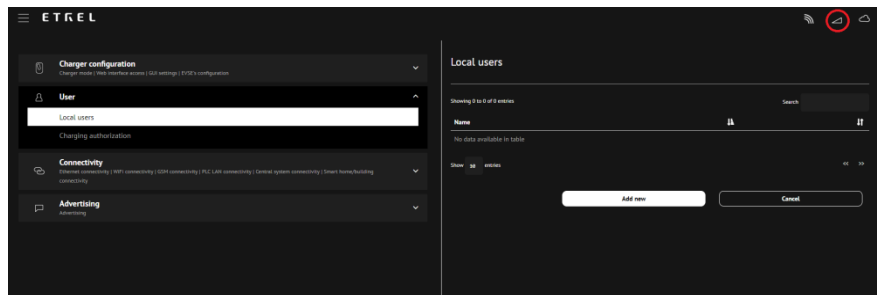 ETREL
Charger configuration
Charger mode | Web interface access | GUI settings | EVSE's configuration
User
Local users
Charging authorization
Connectivity
Ethernet connectivity | WIFI connectivity | GSM connectivity | PLC LAN connectivity | Central system connectivity | Smart home/building
connectivity
Advertising
Advertising
Local users
Showing 0 to 0 of 0 entries
Search
Name
No data available in table
Show 50 entries
Add new
Cancel